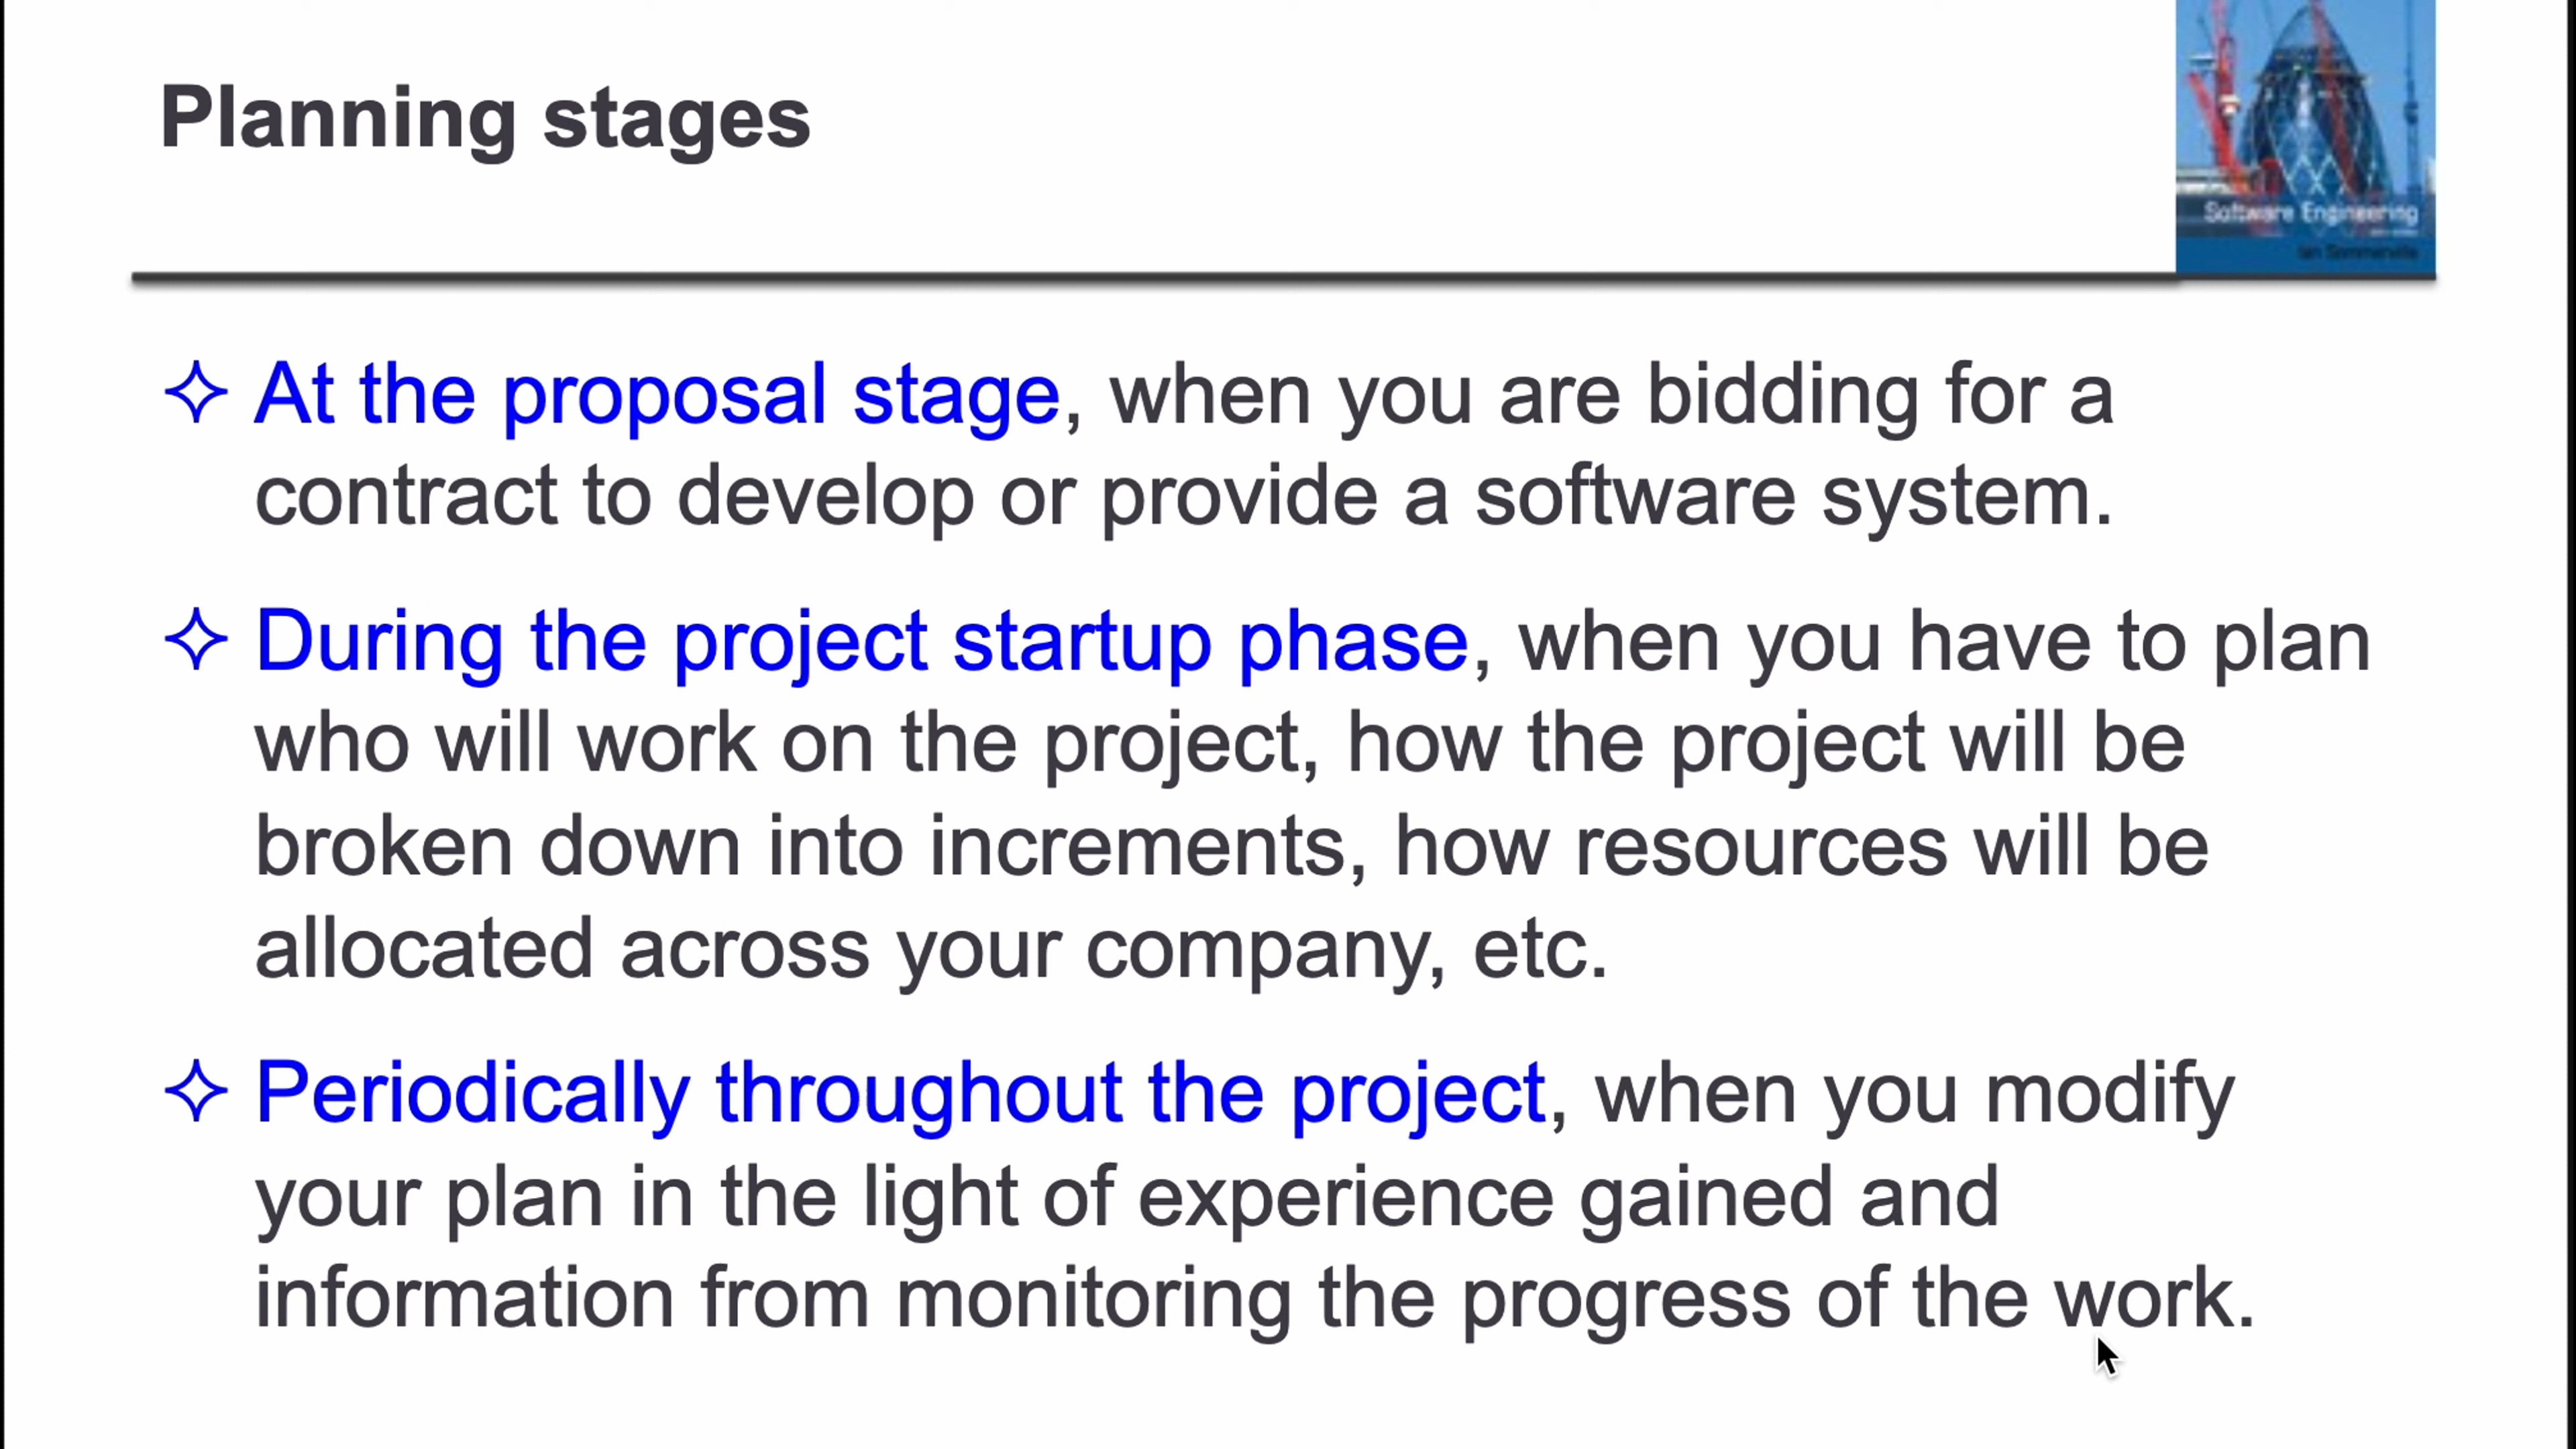 Planning stages
Software Engineering
Ian Sommerville
✧ At the proposal stage, when you are bidding for a
contract to develop or provide a software system.
✧ During the project startup phase, when you have to plan
who will work on the project, how the project will be
broken down into increments, how resources will be
allocated across your company, etc.
✧ Periodically throughout the project, when you modify
your plan in the light of experience gained and
information from monitoring the progress of the work.